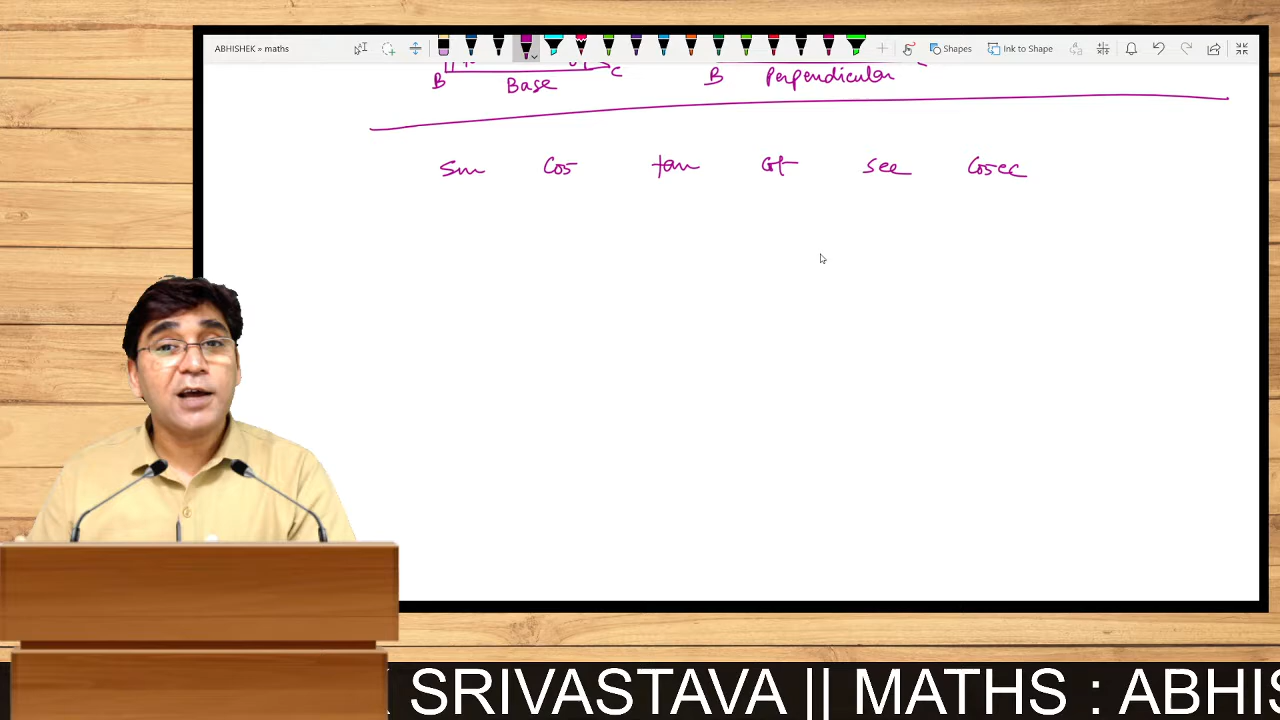 ABHISHEK » maths
Shapes
Ink to Shape
B
C
Base
B
Perpendicular
Sin Cos tan Cot Sec Cosec
SRIVASTAVA || MATHS : ABHIS